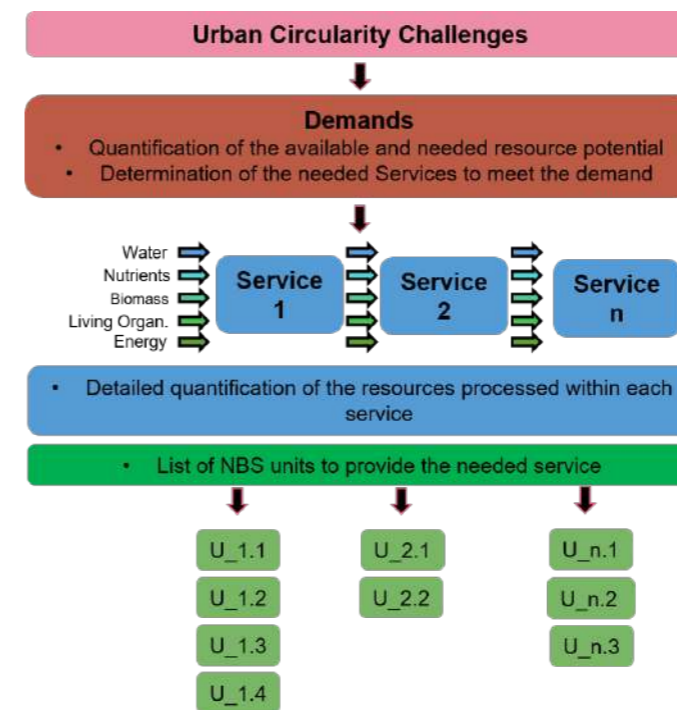 Urban Circularity Challenges
Demands
• Quantification of the available and needed resource potential
• Determination of the needed Services to meet the demand
Water
Nutrients
Biomass
Living Organ.
Energy
Service
1
Service
2
Service
n
• Detailed quantification of the resources processed within each
service
• List of NBS units to provide the needed service
U_1.1
U_1.2
U_1.3
U_1.4
U_2.1
U_2.2
U_n.1
U_n.2
U_n.3